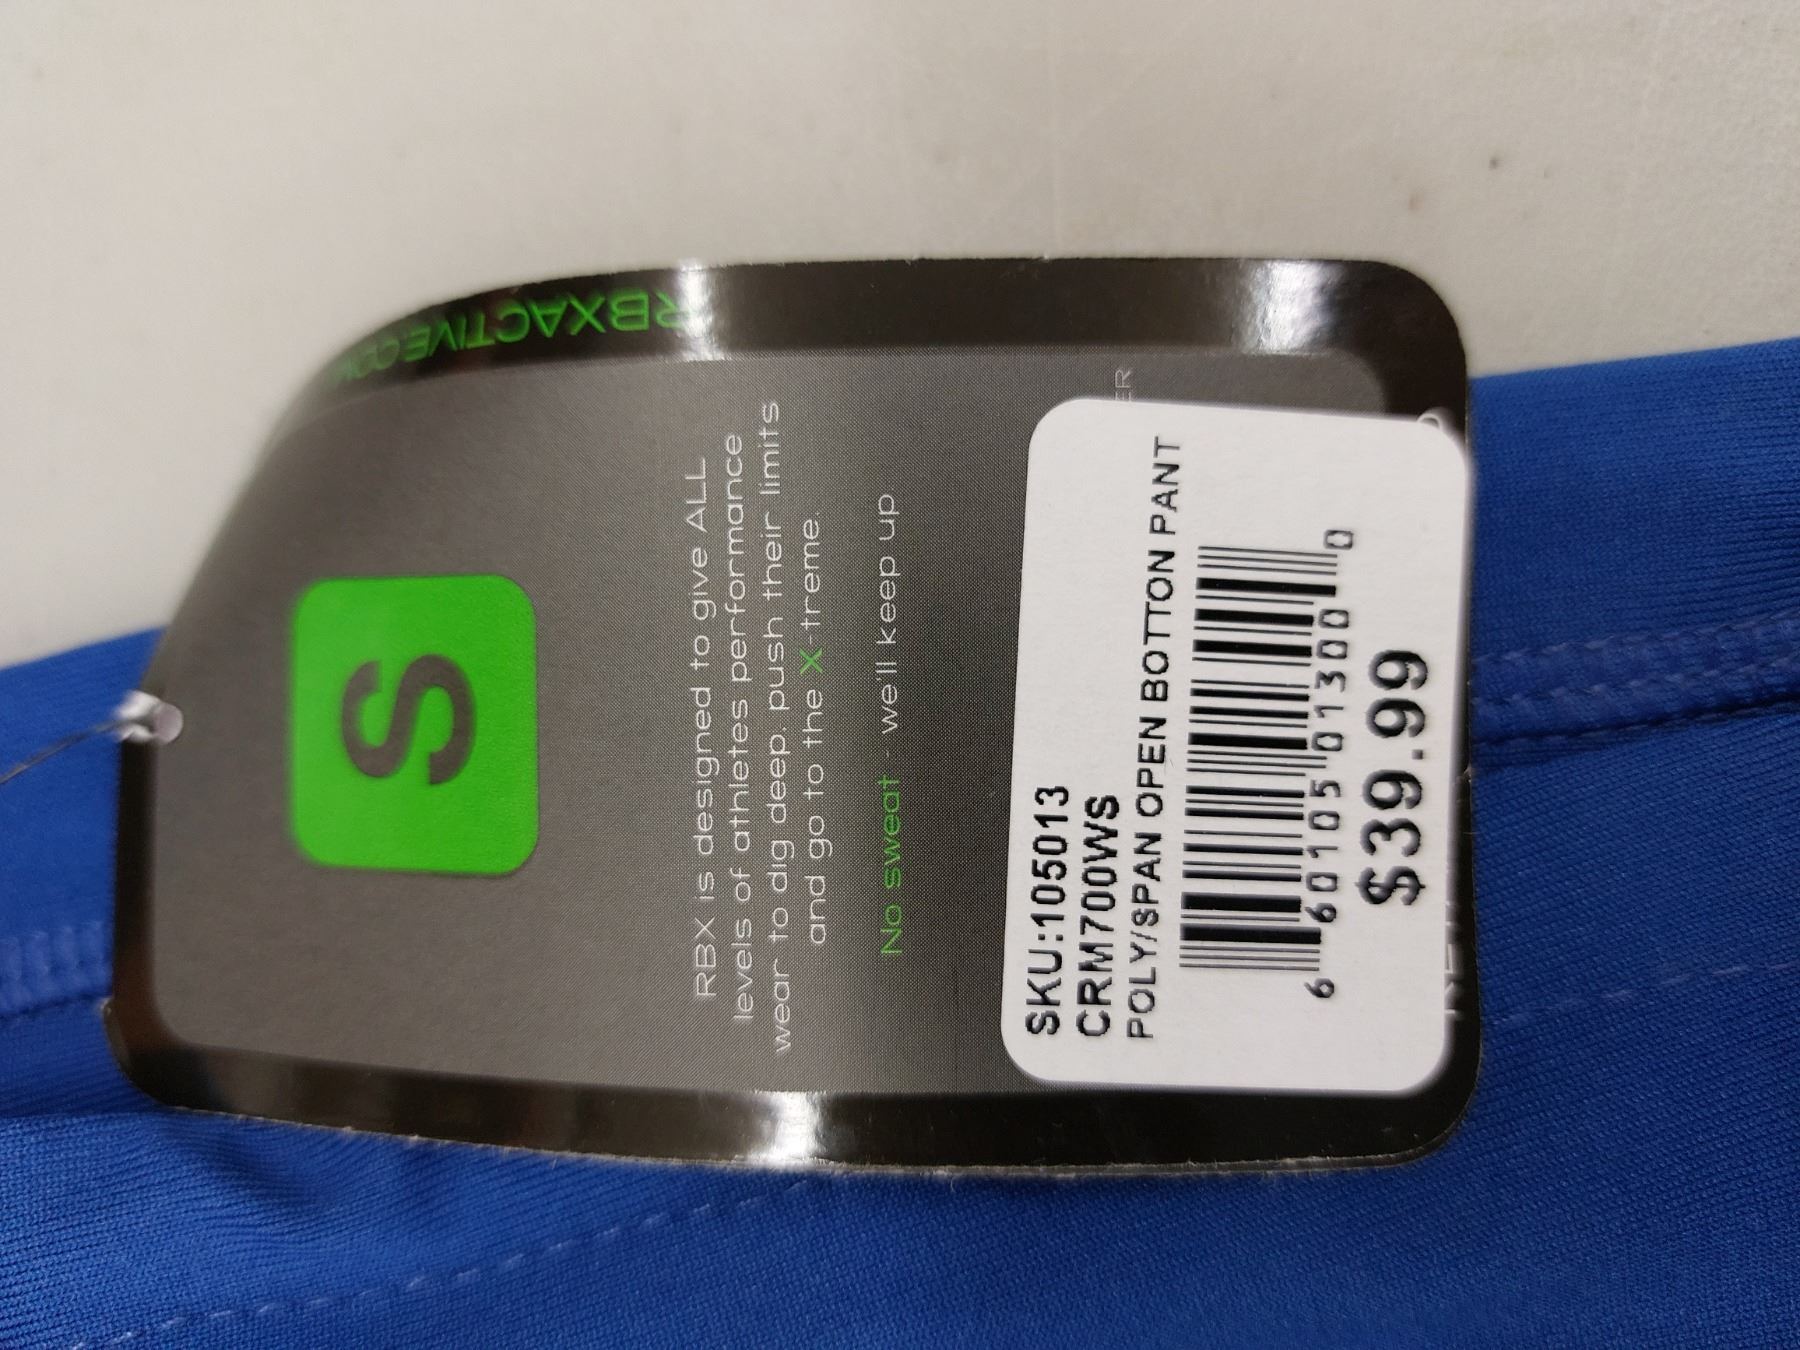 RBXACTIVE.COM
S
RBX is designed to give ALL
levels of athletes performance
wear to dig deep, push their limits
and go to the X-treme.
No sweat - we'll keep up
SKU:105013
CRM700WS
POLY/SPAN OPEN BOTTON PANT
6 60105 01300 0
$39.99